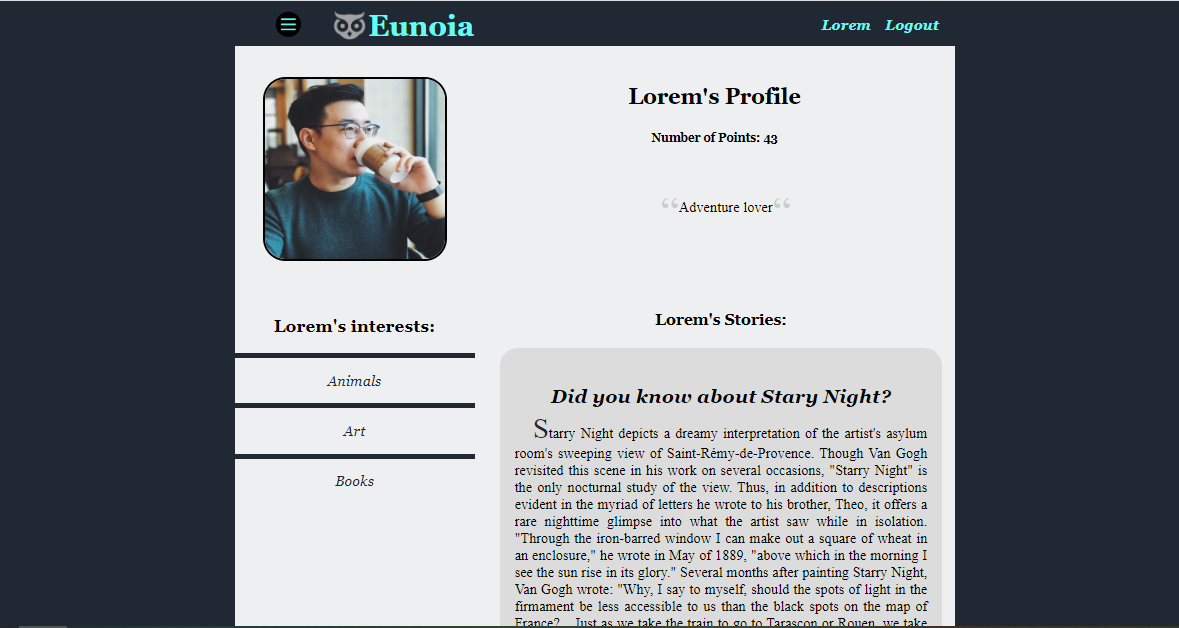 Eunoia
Lorem Logout
Lorem's Profile
Number of Points: 43
“Adventure lover“
Lorem's interests:
Animals
Art
Books
Lorem's Stories:
Did you know about Stary Night?
Starry Night depicts a dreamy interpretation of the artist's asylum
room's sweeping view of Saint-Rémy-de-Provence. Though Van Gogh
revisited this scene in his work on several occasions, "Starry Night" is
the only nocturnal study of the view. Thus, in addition to descriptions
evident in the myriad of letters he wrote to his brother, Theo, it offers a
rare nighttime glimpse into what the artist saw while in isolation.
"Through the iron-barred window I can make out a square of wheat in
an enclosure," he wrote in May of 1889, "above which in the morning I
see the sun rise in its glory." Several months after painting Starry Night,
Van Gogh wrote: "Why, I say to myself, should the spots of light in the
firmament be less accessible to us than the black spots on the map of
France? Just as we take the train to go to Tarascon or Rouen, we take